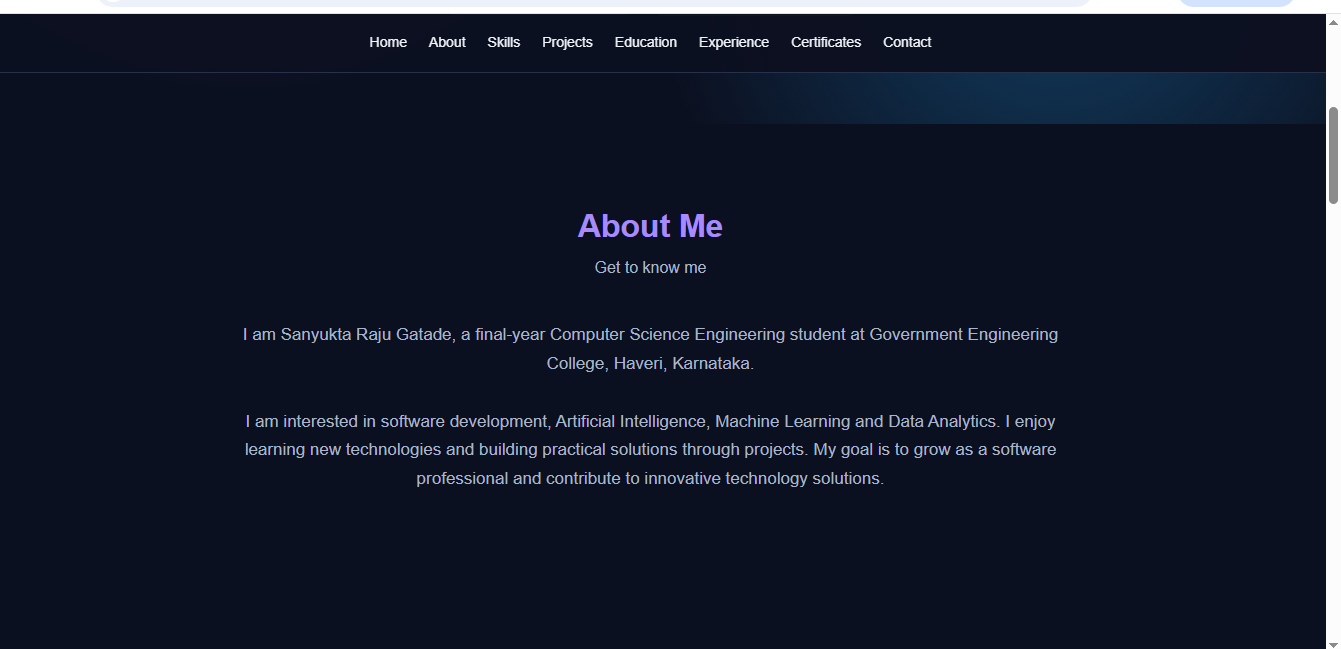 Home About Skills Projects Education Experience Certificates Contact
About Me
Get to know me
I am Sanyukta Raju Gatade, a final-year Computer Science Engineering student at Government Engineering
College, Haveri, Karnataka.
I am interested in software development, Artificial Intelligence, Machine Learning and Data Analytics. I enjoy
learning new technologies and building practical solutions through projects. My goal is to grow as a software
professional and contribute to innovative technology solutions.